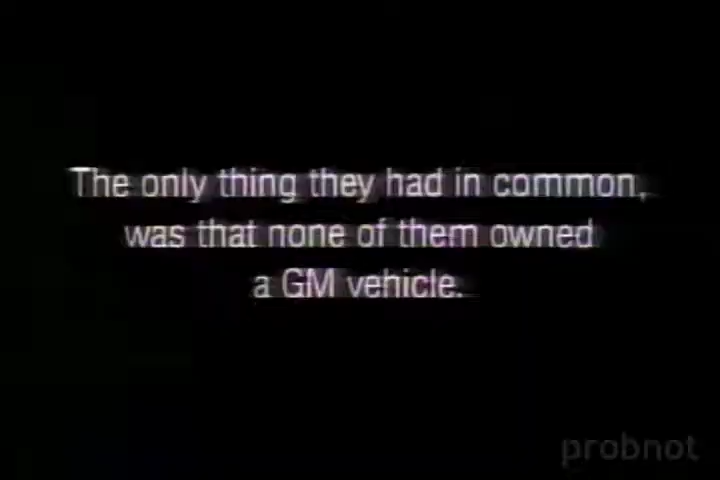 The only thing they had in common,
was that none of them owned
a GM vehicle.
probnot